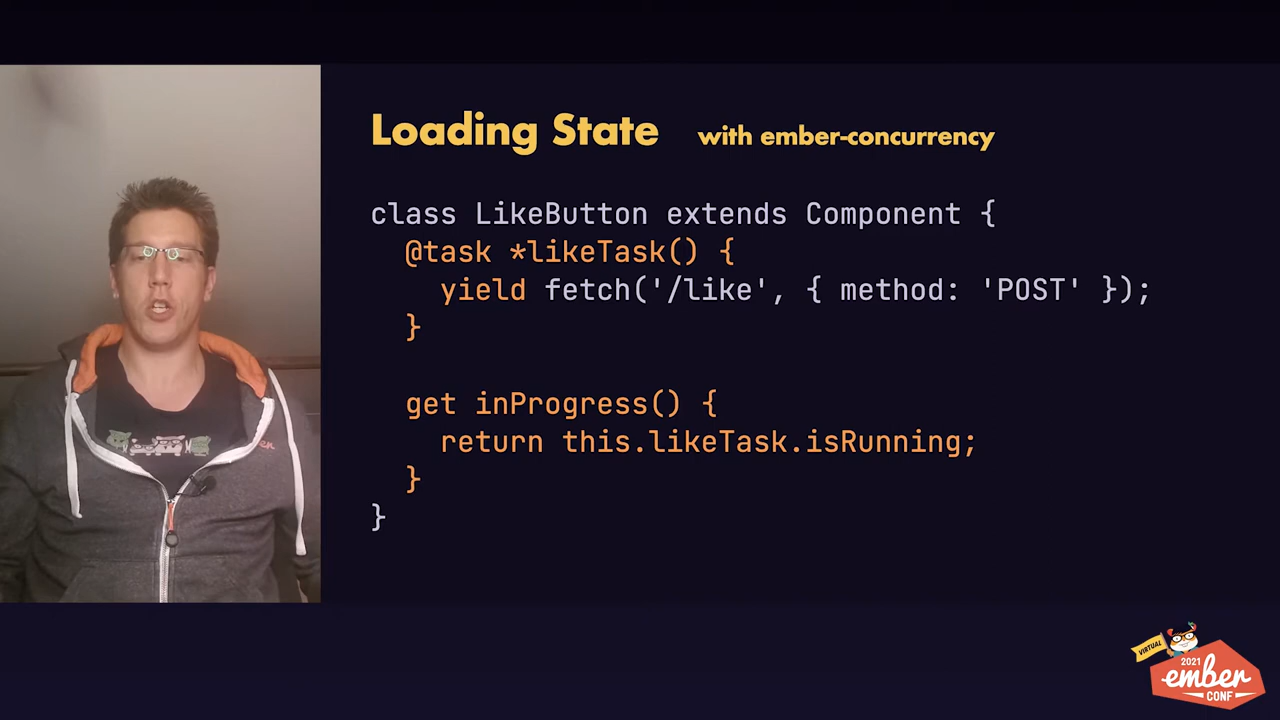 Loading State with ember-concurrency
class LikeButton extends Component {
  @task *likeTask() {
    yield fetch('/like', { method: 'POST' });
  }
  get inProgress() {
    return this.likeTask.isRunning;
  }
}
VIRTUAL
2021
ember
CONF